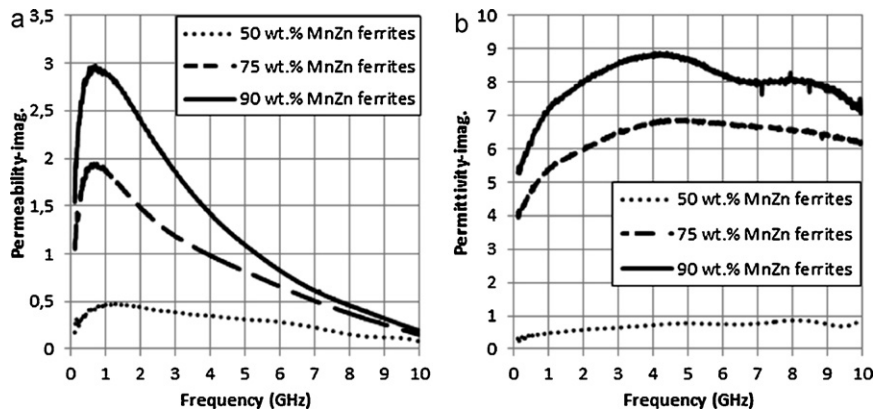 a
Permeability-imag.
3,5
3
2,5
2
1,5
1
0,5
0
50 wt.% MnZn ferrites
75 wt.% MnZn ferrites
90 wt.% MnZn ferrites
0 1 2 3 4 5 6 7 8 9 10
Frequency (GHz)
b
Permittivity-imag.
10
9
8
7
6
5
4
3
2
1
0
50 wt.% MnZn ferrites
75 wt.% MnZn ferrites
90 wt.% MnZn ferrites
0 1 2 3 4 5 6 7 8 9 10
Frequency (GHz)